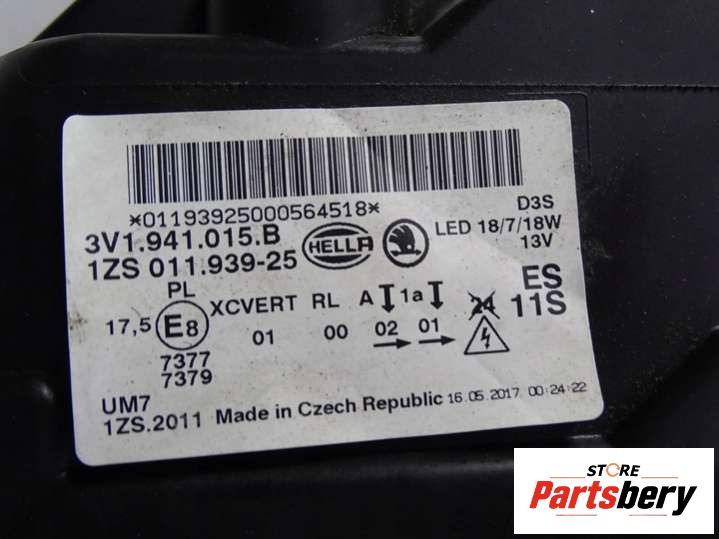 *01193925000564518*
D3S
3V1.941.015.B
HELLA
LED 18/7/18W
13V
1ZS 011.939-25
PL
ES
17,5 E8 XCVERT RL A 1a 24 11S
01 00 02 01
7377
7379
UM7
1ZS.2011 Made in Czech Republic 16.05.2017 00:24:22
STORE
Partsbery